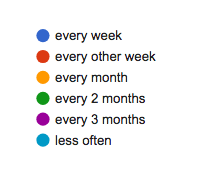 every week
every other week
every month
every 2 months
every 3 months
less often